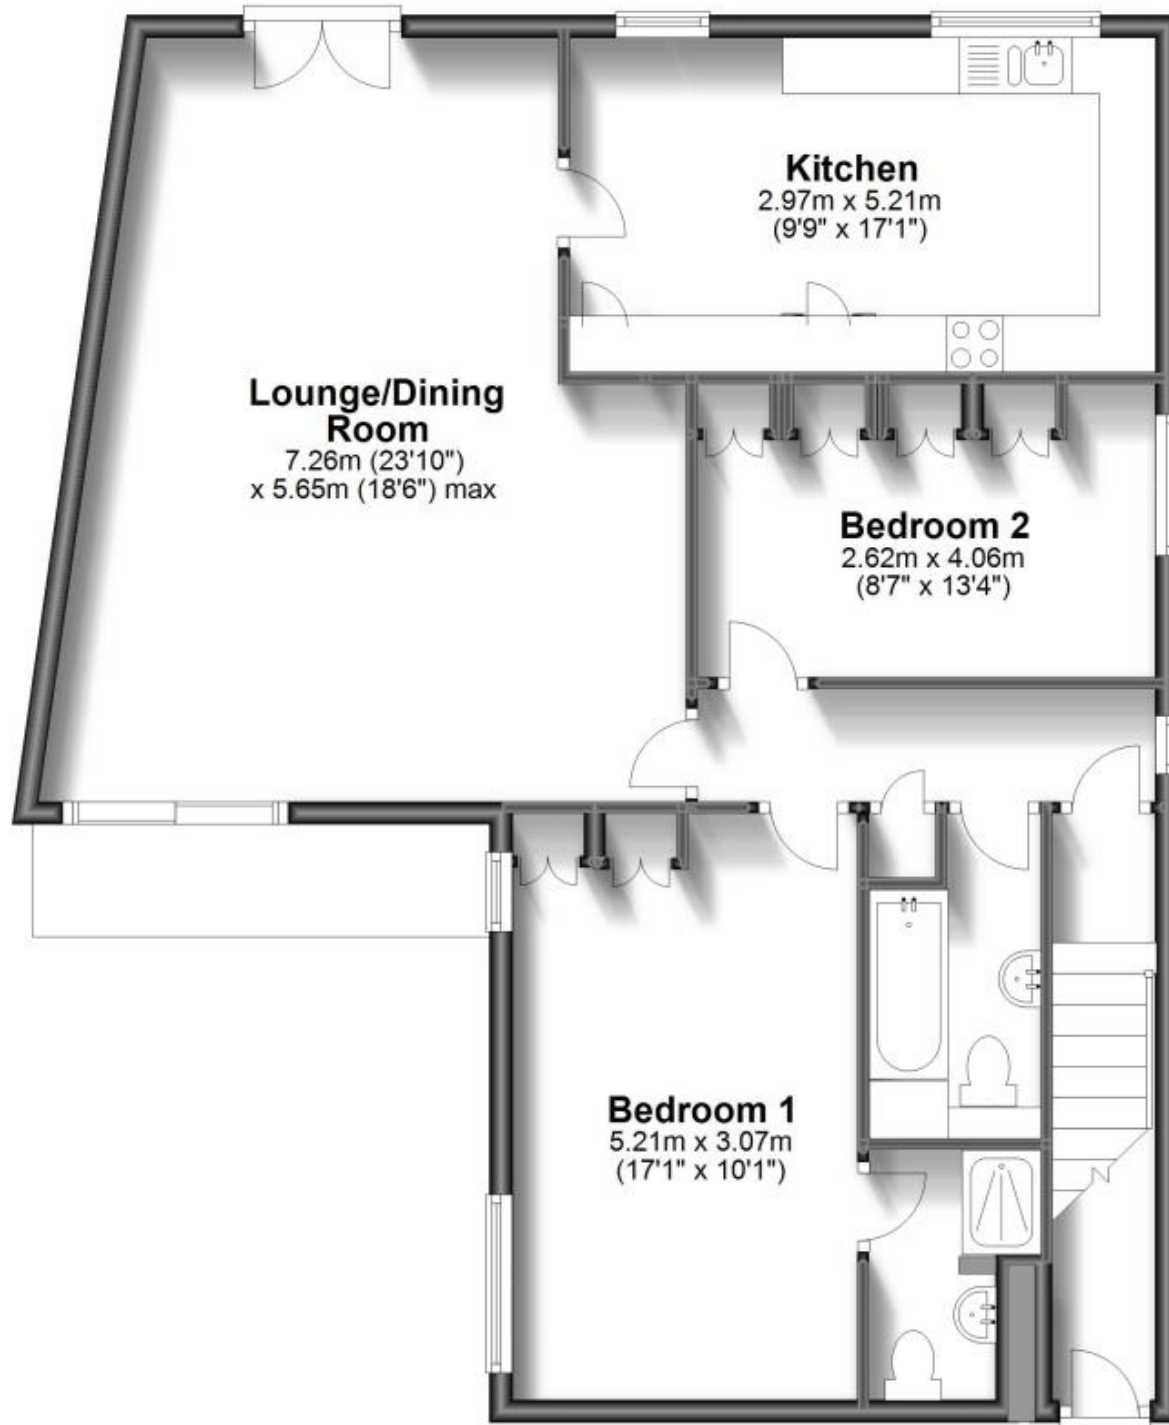 Kitchen
2.97m x 5.21m
(9'9" x 17'1")
Lounge/Dining
Room
7.26m (23'10")
x 5.65m (18'6") max
Bedroom 2
2.62m x 4.06m
(8'7" x 13'4")
Bedroom 1
5.21m x 3.07m
(17'1" x 10'1")